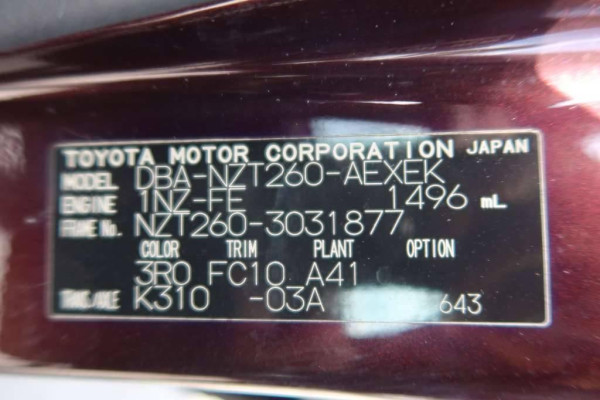 TOYOTA MOTOR CORPORATION JAPAN
MODEL DBA-NZT260-AEXEK
ENGINE 1NZ-FE 1496 mL
FRAME No. NZT260-3031877
COLOR TRIM PLANT OPTION
3R0 FC10 A41
TRANS/AXLE K310 -03A 643